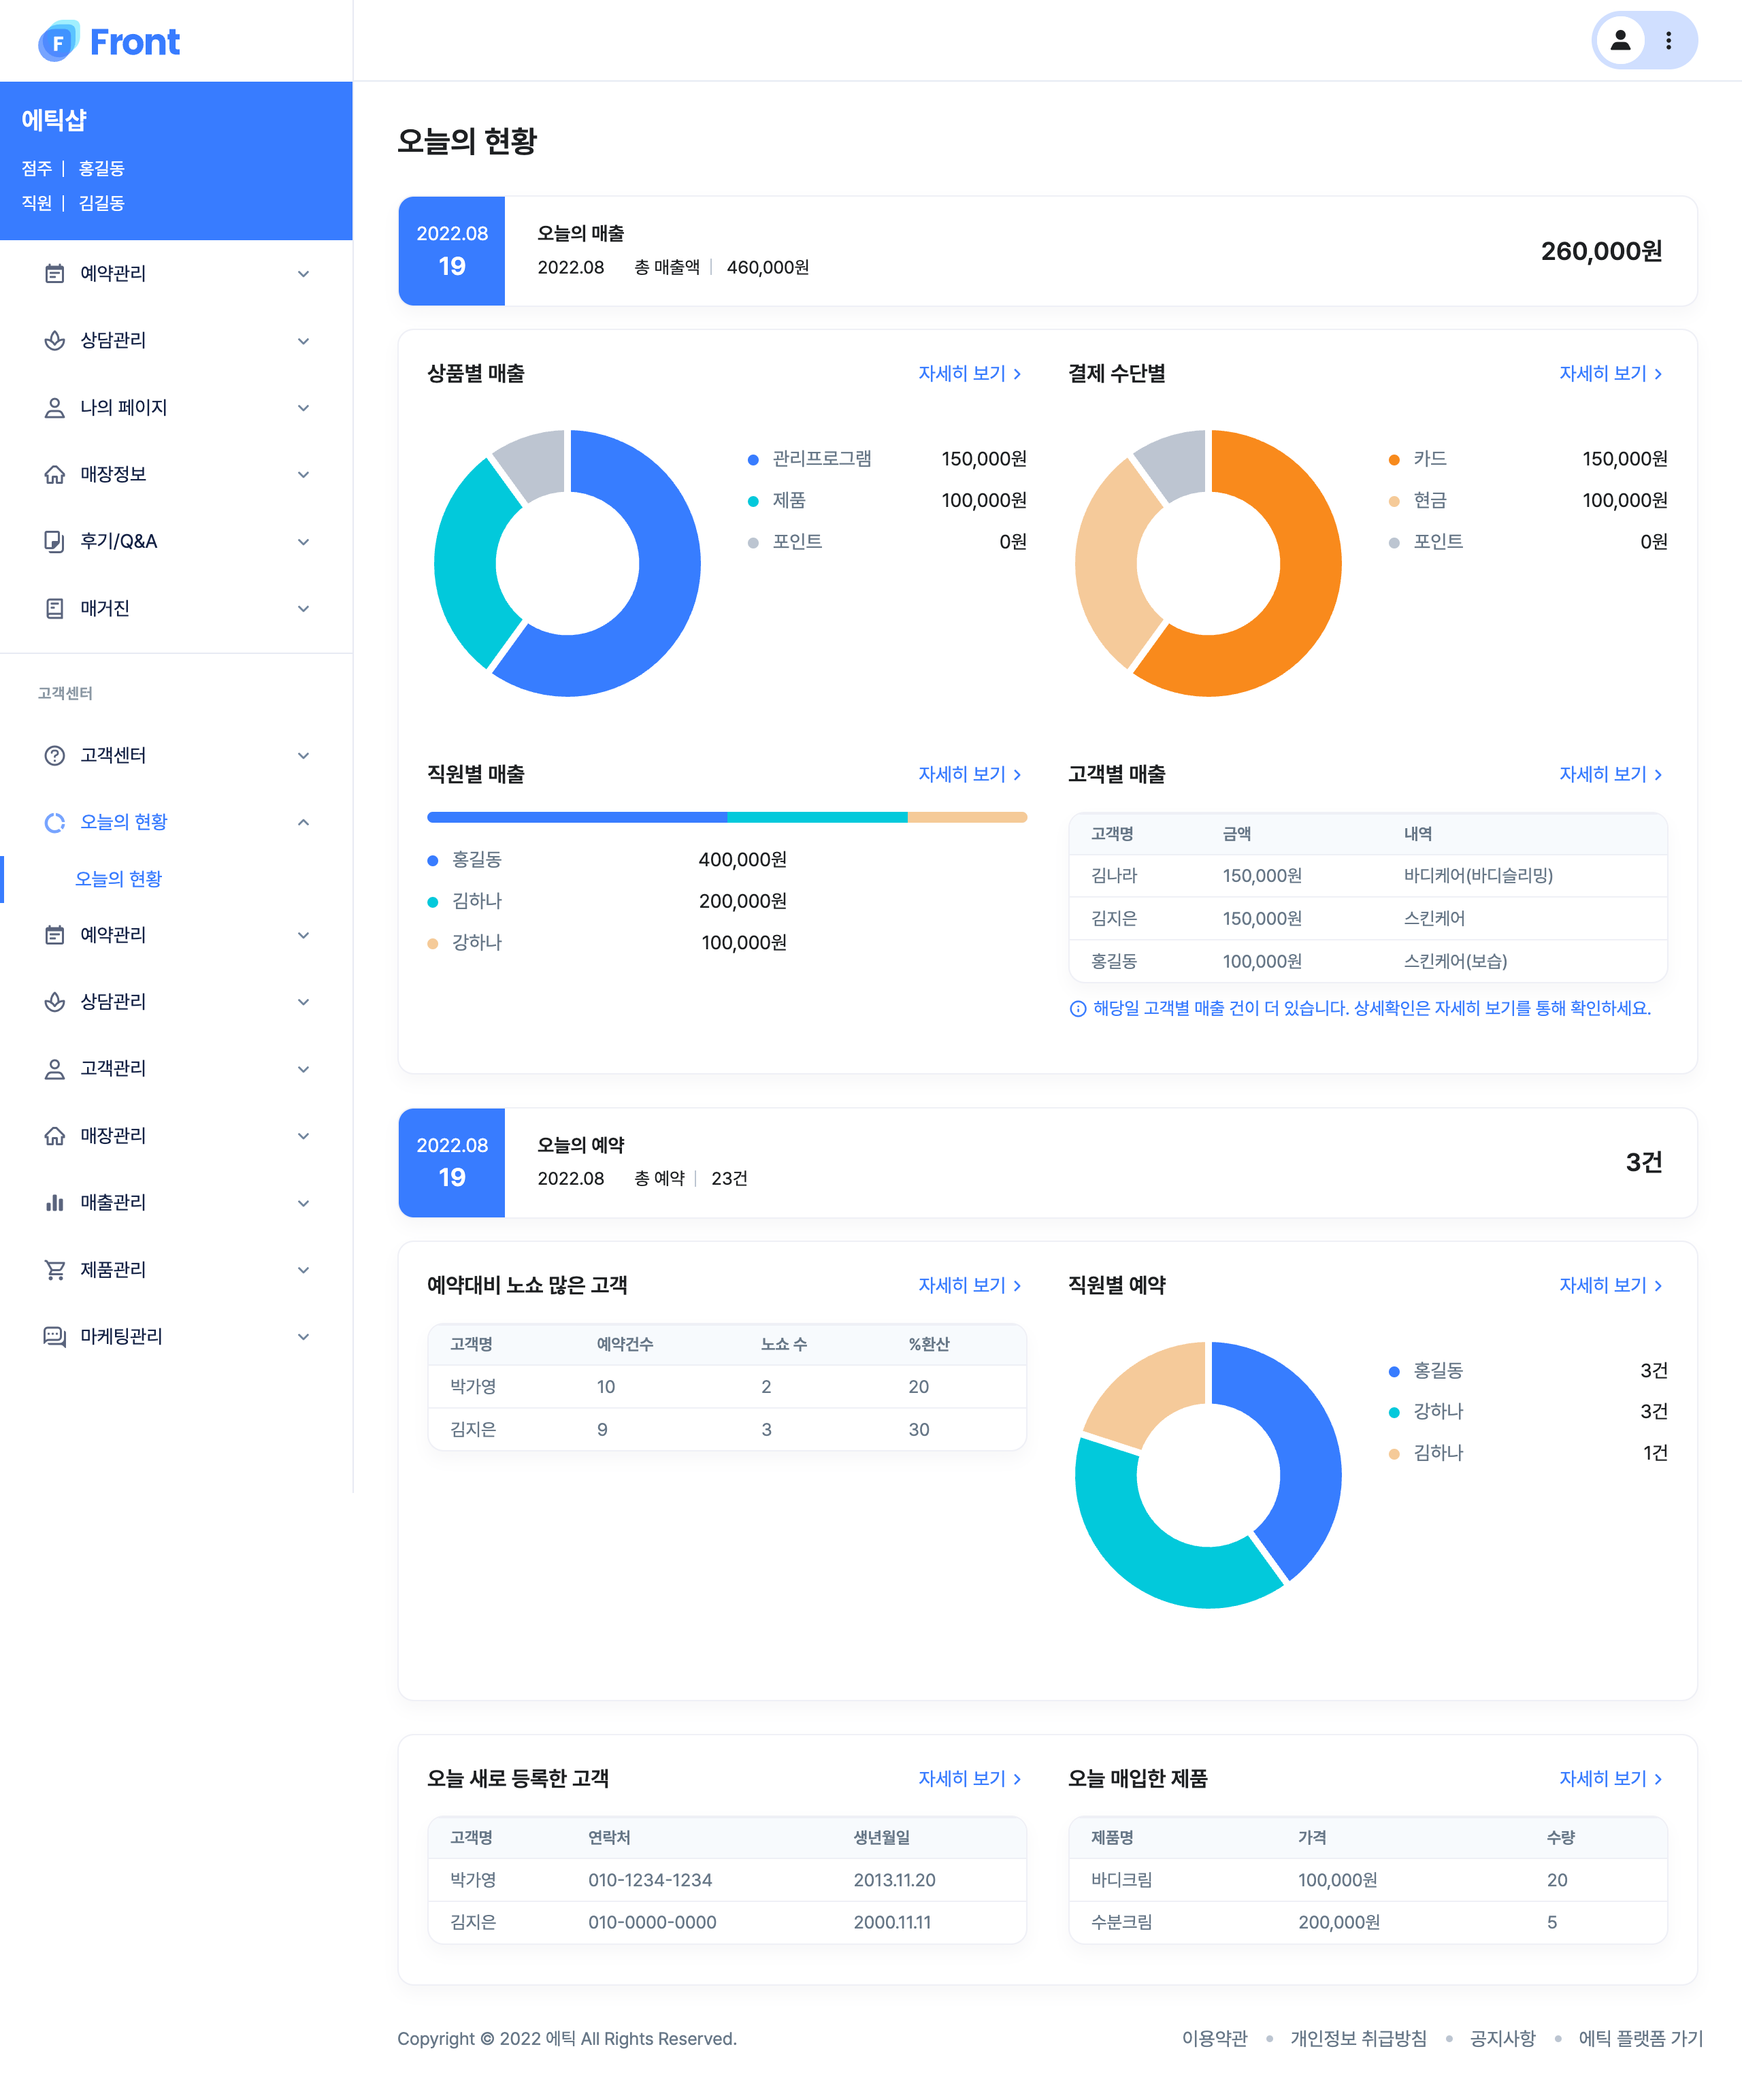 F Front
에틱샵
점주 | 홍길동
직원 | 김길동
예약관리
상담관리
나의 페이지
매장정보
후기/Q&A
매거진
고객센터
고객센터
오늘의 현황
오늘의 현황
예약관리
상담관리
고객관리
매장관리
매출관리
제품관리
마케팅관리
오늘의 현황
2022.08
19
오늘의 매출
2022.08 총 매출액 | 460,000원
260,000원
상품별 매출 자세히 보기
관리프로그램 150,000원
제품 100,000원
포인트 0원
결제 수단별 자세히 보기
카드 150,000원
현금 100,000원
포인트 0원
직원별 매출 자세히 보기
홍길동 400,000원
김하나 200,000원
강하나 100,000원
고객별 매출 자세히 보기
고객명 금액 내역
김나라 150,000원 바디케어(바디슬리밍)
김지은 150,000원 스킨케어
홍길동 100,000원 스킨케어(보습)
해당일 고객별 매출 건이 더 있습니다. 상세확인은 자세히 보기를 통해 확인하세요.
2022.08
19
오늘의 예약
2022.08 총 예약 | 23건
3건
예약대비 노쇼 많은 고객 자세히 보기
고객명 예약건수 노쇼 수 %환산
박가영 10 2 20
김지은 9 3 30
직원별 예약 자세히 보기
홍길동 3건
강하나 3건
김하나 1건
오늘 새로 등록한 고객 자세히 보기
고객명 연락처 생년월일
박가영 010-1234-1234 2013.11.20
김지은 010-0000-0000 2000.11.11
오늘 매입한 제품 자세히 보기
제품명 가격 수량
바디크림 100,000원 20
수분크림 200,000원 5
Copyright © 2022 에틱 All Rights Reserved.
이용약관 • 개인정보 취급방침 • 공지사항 • 에틱 플랫폼 가기